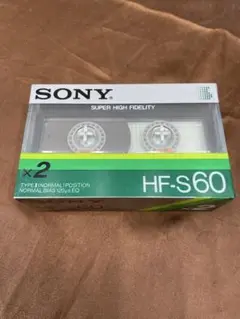 SONY
SUPER HIGH FIDELITY
×2
TYPE I (NORMAL) POSITION
NORMAL BIAS 120μs EQ
HF-S60